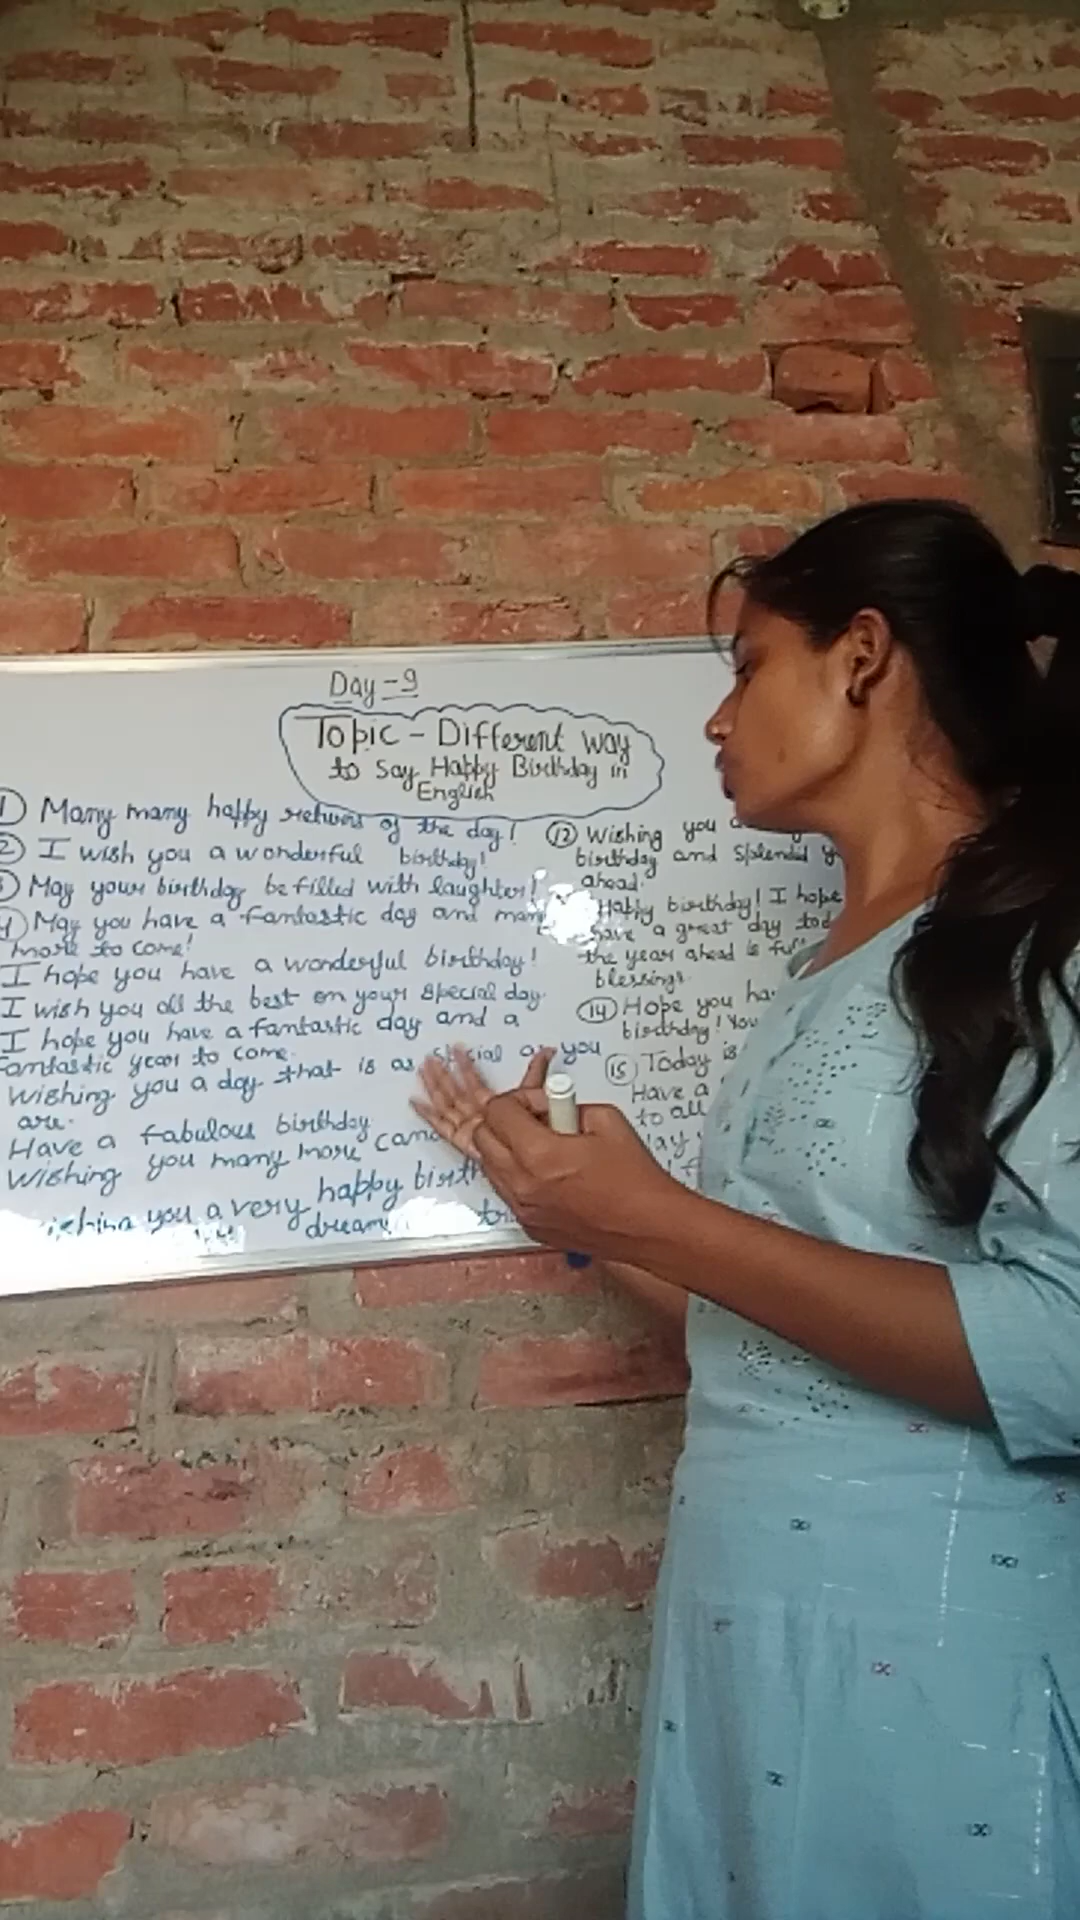 Day-9
Topic - Different way
to Say Happy Birthday in
English
1) Many many happy returns of the day!
2) I wish you a wonderful birthday!
) May your birthday be filled with laughter!
4) May you have a fantastic day and many
more to come!
I hope you have a wonderful birthday!
I wish you all the best on your special day.
I hope you have a fantastic day and a
fantastic year to come.
Wishing you a day that is as special as you
are.
Have a fabulous birthday.
Wishing you many more
you a very happy
dream
12) Wishing you
birthday and Splendid
ahead.
Happy birthday! I hope
have a great day
the year ahead is
blessings.
14) Hope you
birthday! You
15) Today is
Have a
to all